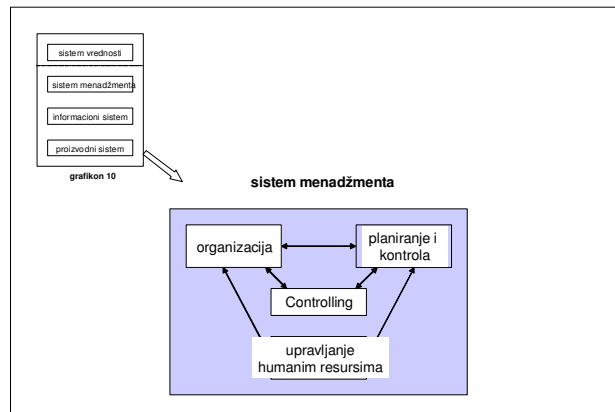 sistem vrednosti
sistem menadžmenta
informacioni sistem
proizvodni sistem
grafikon 10
sistem menadžmenta
organizacija
planiranje i
kontrola
Controlling
upravljanje
humanim resursima